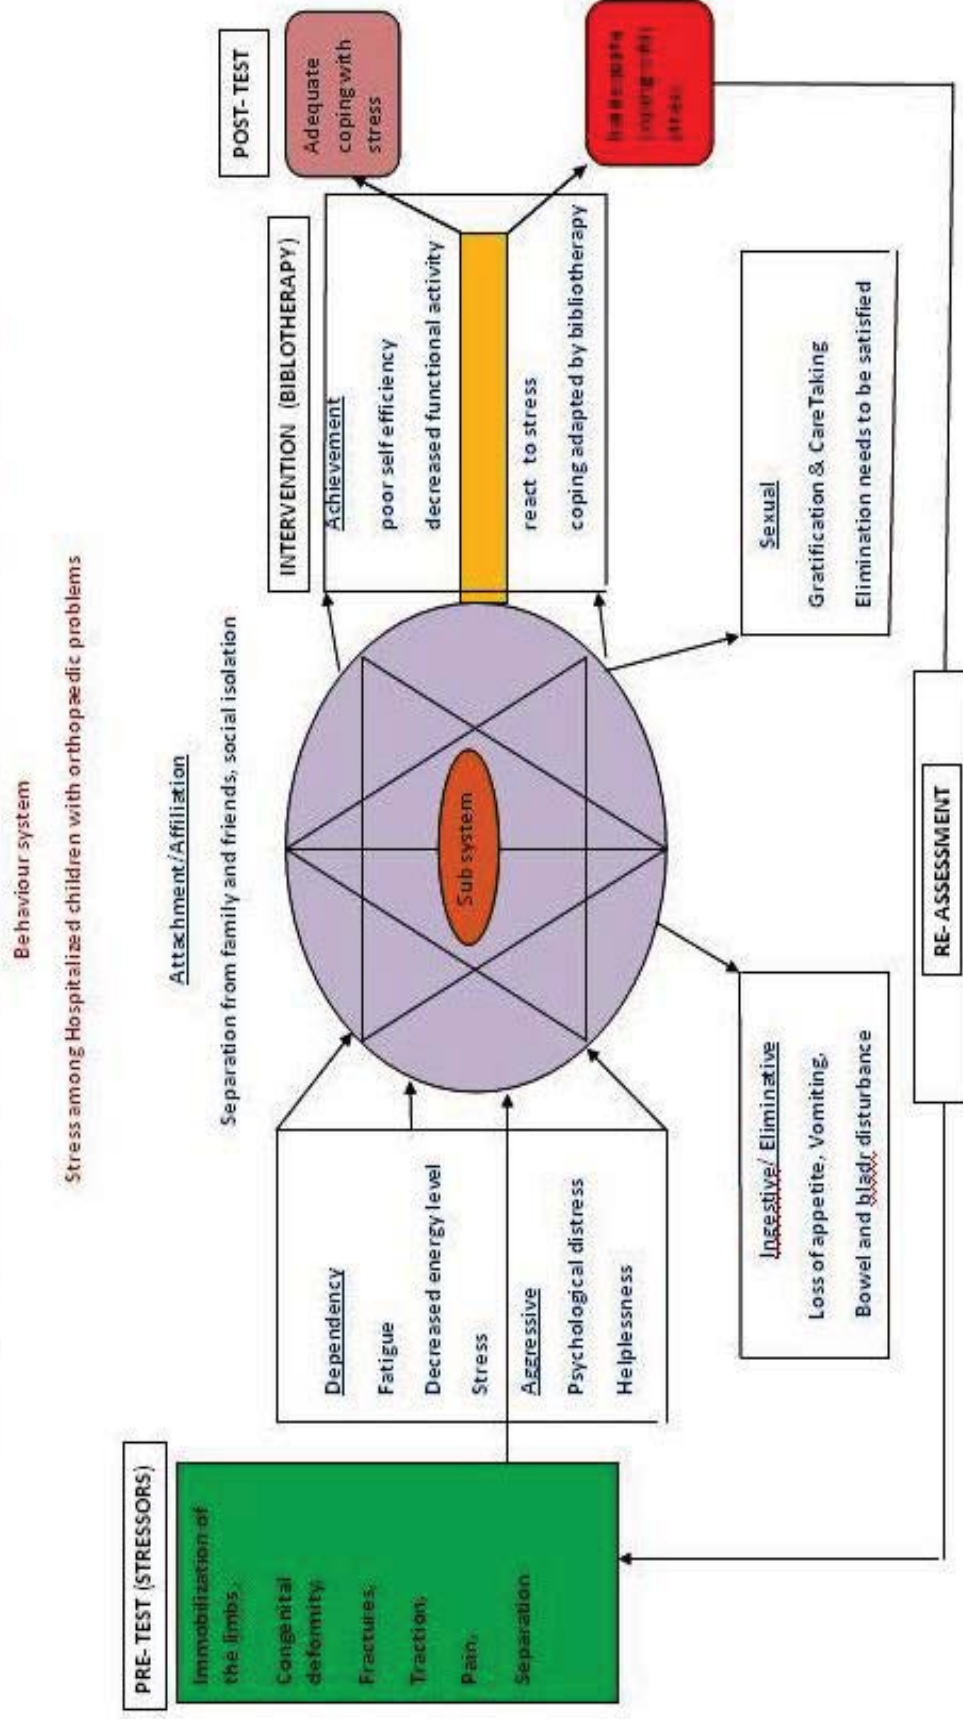 Behaviour system
Stress among Hospitalized children with orthopaedic problems
PRE- TEST (STRESSORS)
Immobilization of
the limbs,
Congenital
deformity,
Fractures,
Traction,
Pain,
Separation
Attachment/Affiliation
Separation from family and friends, social isolation
Dependency
Fatigue
Decreased energy level
Stress
Aggressive
Psychological distress
Helplessness
Sub system
INTERVENTION (BIBLOTHERAPY)
Achievement
poor self efficiency
decreased functional activity
react to stress
coping adapted by bibliotherapy
POST- TEST
Adequate
coping with
stress
coping with
stress
Ingestive/ Eliminative
Loss of appetite, Vomiting,
Bowel and bladr disturbance
Sexual
Gratification & CareTaking
Elimination needs to be satisfied
RE- ASSESSMENT